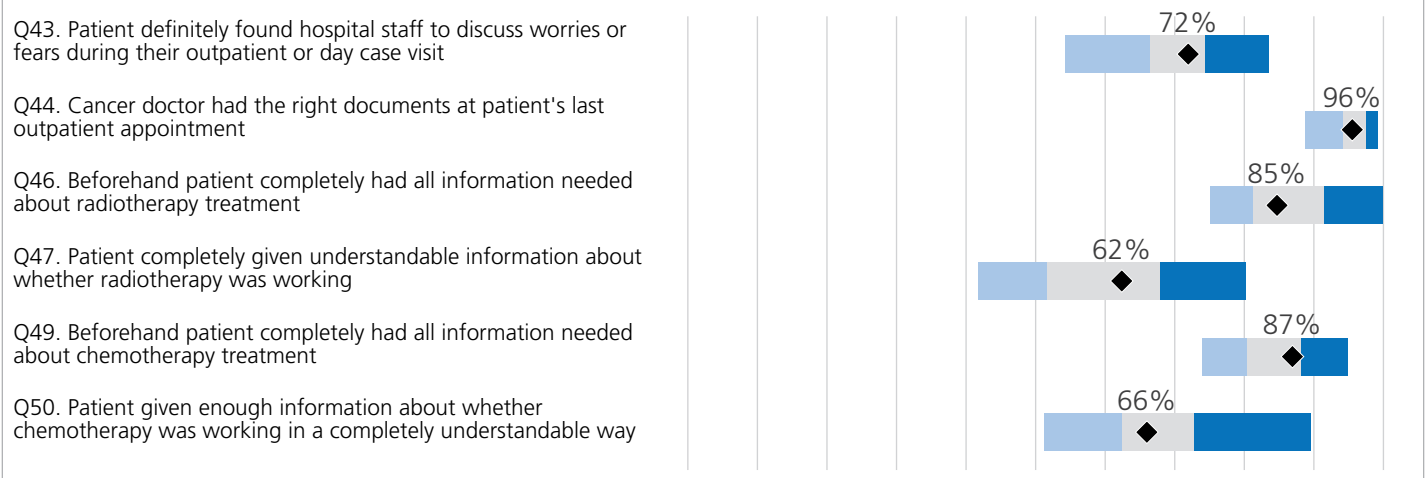 Q43. Patient definitely found hospital staff to discuss worries or
fears during their outpatient or day case visit
72%
Q44. Cancer doctor had the right documents at patient's last
outpatient appointment
96%
Q46. Beforehand patient completely had all information needed
about radiotherapy treatment
85%
Q47. Patient completely given understandable information about
whether radiotherapy was working
62%
Q49. Beforehand patient completely had all information needed
about chemotherapy treatment
87%
Q50. Patient given enough information about whether
chemotherapy was working in a completely understandable way
66%